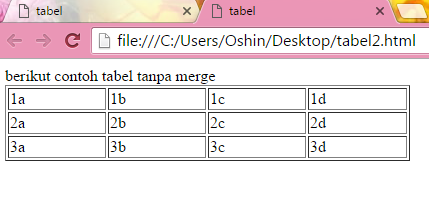 tabel tabel
file:///C:/Users/Oshin/Desktop/tabel2.html
berikut contoh tabel tanpa merge
1a 1b 1c 1d
2a 2b 2c 2d
3a 3b 3c 3d